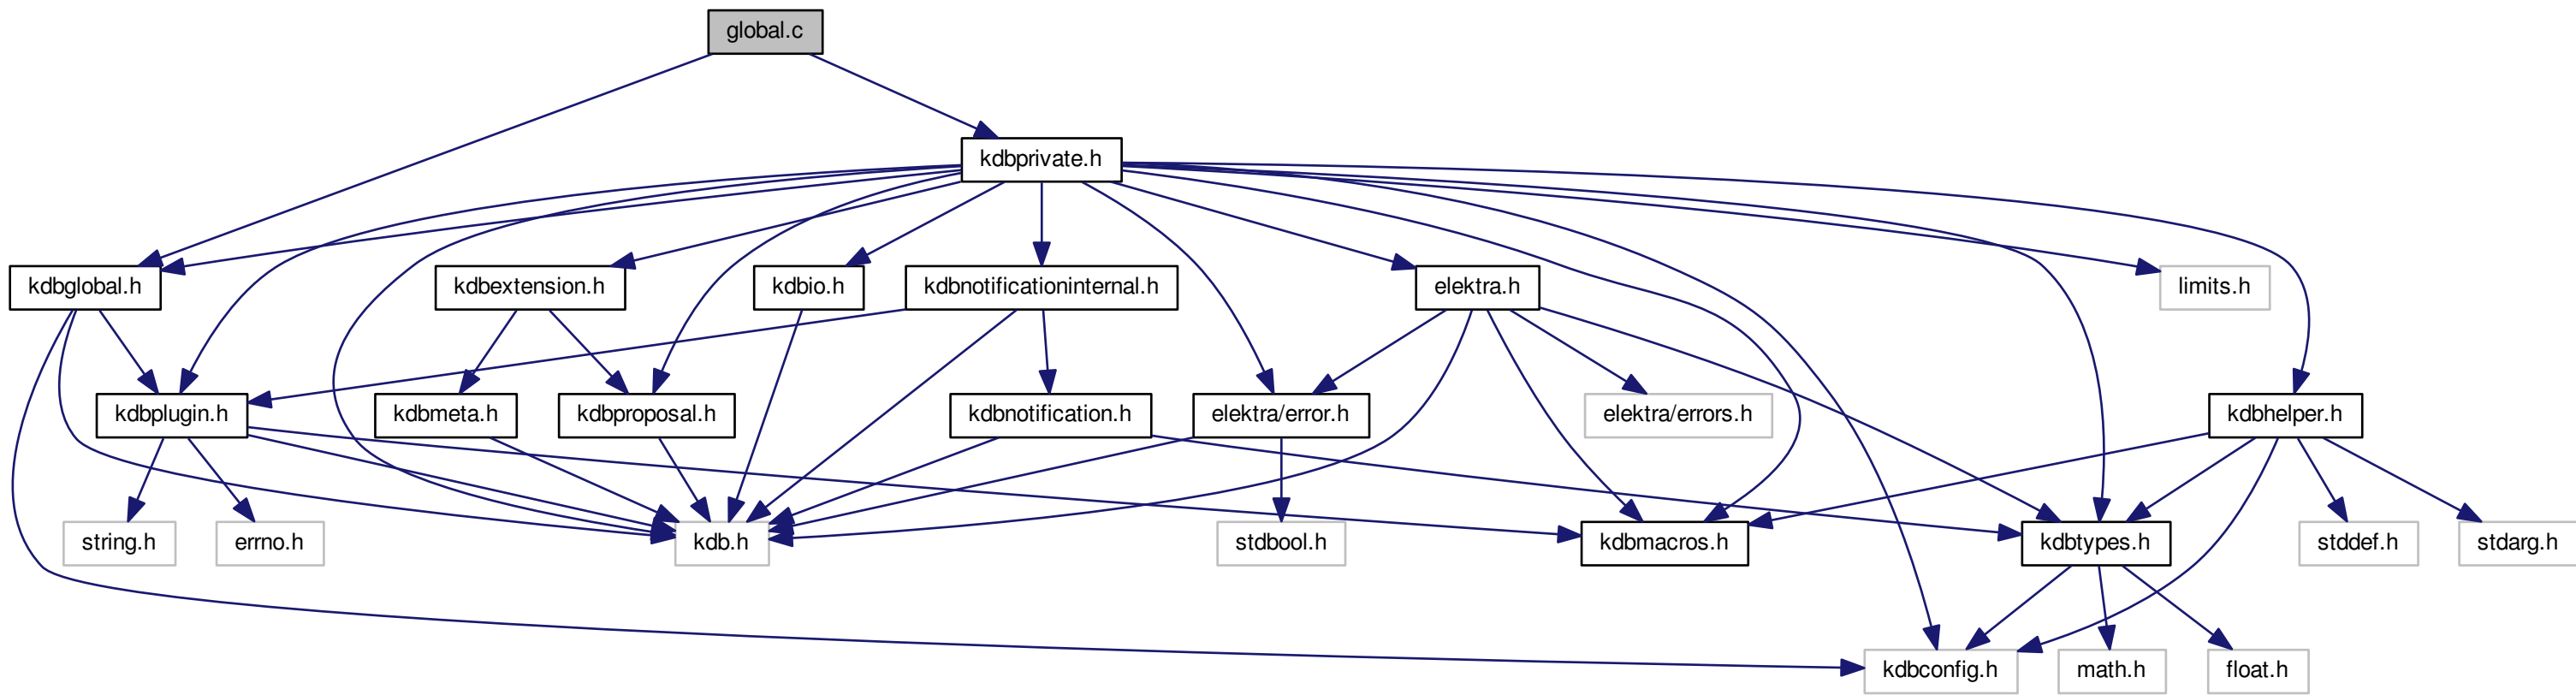 global.c
kdbprivate.h
kdbglobal.h
kdbextension.h
kdbio.h
kdbnotificationinternal.h
elektra.h
limits.h
kdbplugin.h
kdbmeta.h
kdbproposal.h
kdbnotification.h
elektra/error.h
elektra/errors.h
kdbhelper.h
string.h
errno.h
kdb.h
stdbool.h
kdbmacros.h
kdbtypes.h
stddef.h
stdarg.h
kdbconfig.h
math.h
float.h